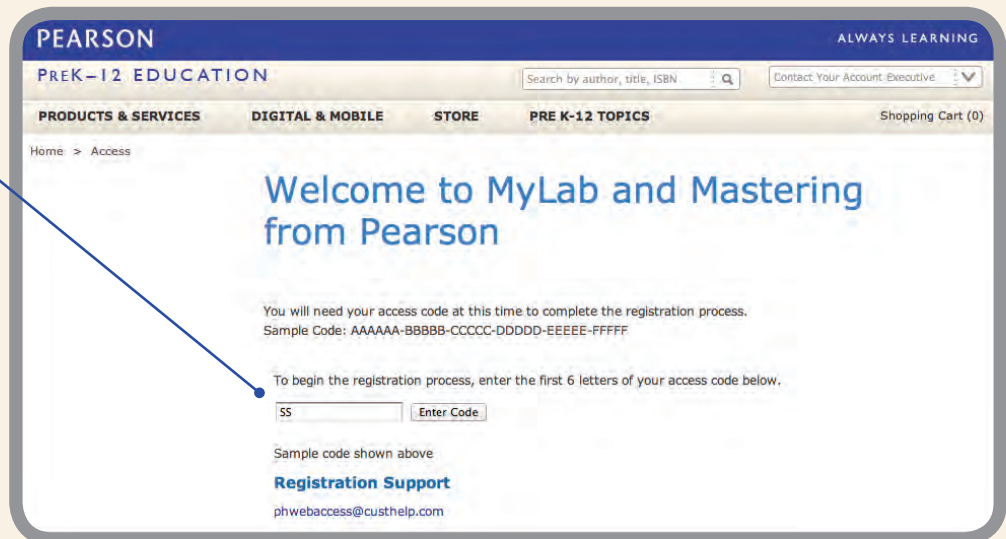 PEARSON
ALWAYS LEARNING
PREK–12 EDUCATION
Search by author, title, ISBN
Contact Your Account Executive
PRODUCTS & SERVICES
DIGITAL & MOBILE
STORE
PRE K-12 TOPICS
Shopping Cart (0)
Home > Access
Welcome to MyLab and Mastering
from Pearson
You will need your access code at this time to complete the registration process.
Sample Code: AAAAAA-BBBBB-CCCCC-DDDDD-EEEEE-FFFFF
To begin the registration process, enter the first 6 letters of your access code below.
SS
Enter Code
Sample code shown above
Registration Support
phwebaccess@custhelp.com